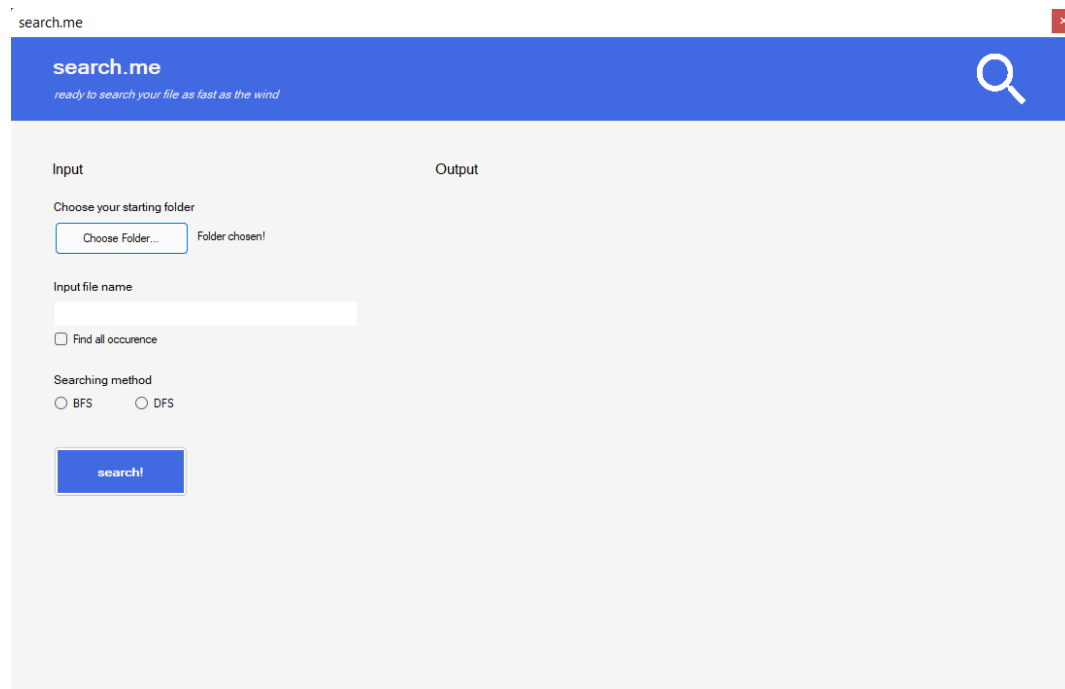 search.me
search.me
ready to search your file as fast as the wind
Input
Output
Choose your starting folder
Choose Folder...
Folder chosen!
Input file name
Find all occurence
Searching method
BFS
DFS
search!